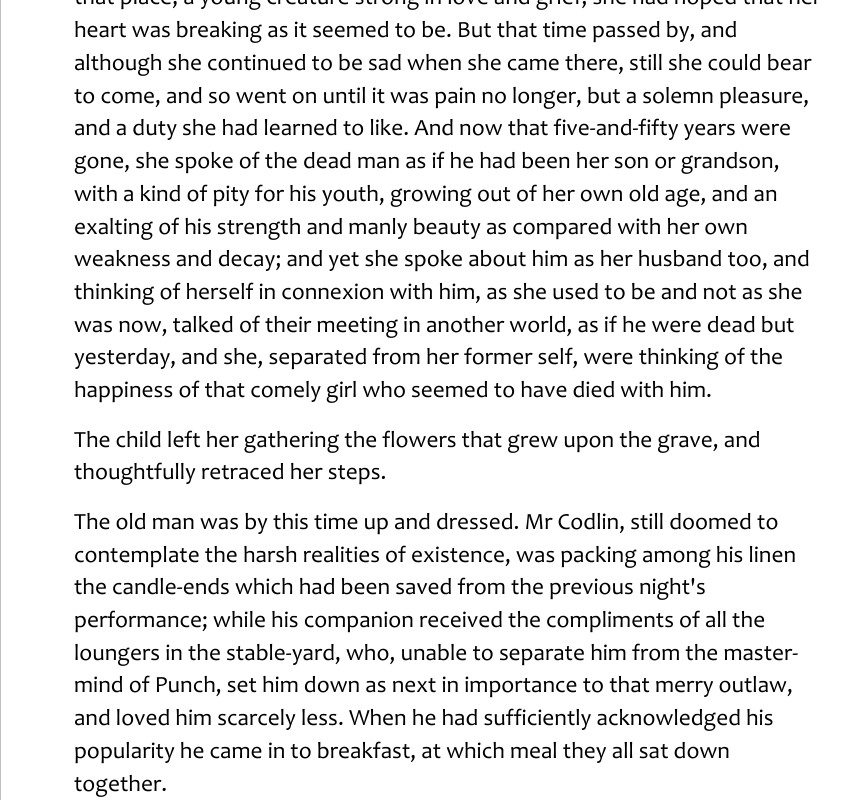 that place, a young creature strong in love and grief, she had hoped that her
heart was breaking as it seemed to be. But that time passed by, and
although she continued to be sad when she came there, still she could bear
to come, and so went on until it was pain no longer, but a solemn pleasure,
and a duty she had learned to like. And now that five-and-fifty years were
gone, she spoke of the dead man as if he had been her son or grandson,
with a kind of pity for his youth, growing out of her own old age, and an
exalting of his strength and manly beauty as compared with her own
weakness and decay; and yet she spoke about him as her husband too, and
thinking of herself in connexion with him, as she used to be and not as she
was now, talked of their meeting in another world, as if he were dead but
yesterday, and she, separated from her former self, were thinking of the
happiness of that comely girl who seemed to have died with him.
The child left her gathering the flowers that grew upon the grave, and
thoughtfully retraced her steps.
The old man was by this time up and dressed. Mr Codlin, still doomed to
contemplate the harsh realities of existence, was packing among his linen
the candle-ends which had been saved from the previous night's
performance; while his companion received the compliments of all the
loungers in the stable-yard, who, unable to separate him from the master-
mind of Punch, set him down as next in importance to that merry outlaw,
and loved him scarcely less. When he had sufficiently acknowledged his
popularity he came in to breakfast, at which meal they all sat down
together.